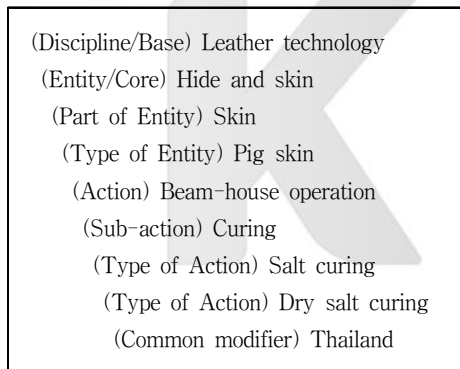 (Discipline/Base) Leather technology
(Entity/Core) Hide and skin
(Part of Entity) Skin
(Type of Entity) Pig skin
(Action) Beam-house operation
(Sub-action) Curing
(Type of Action) Salt curing
(Type of Action) Dry salt curing
(Common modifier) Thailand